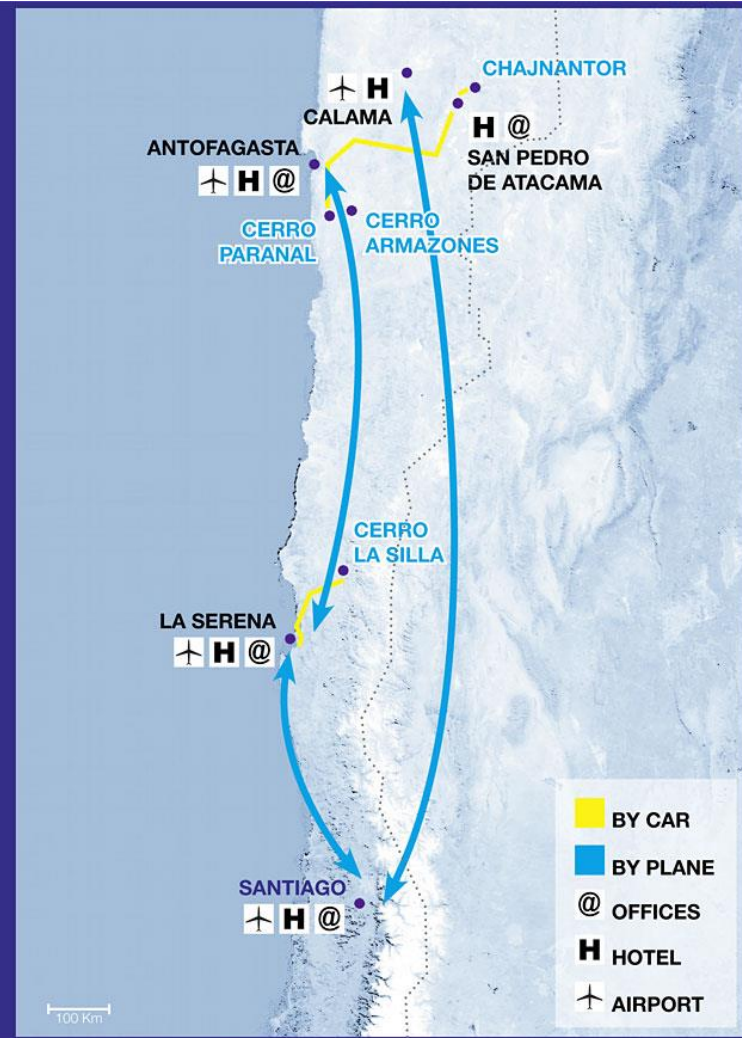 CHAJNANTOR
H
CALAMA
H @
SAN PEDRO
DE ATACAMA
ANTOFAGASTA
H @
CERRO
PARANAL
CERRO
ARMAZONES
CERRO
LA SILLA
LA SERENA
H @
SANTIAGO
H @
BY CAR
BY PLANE
@ OFFICES
H HOTEL
AIRPORT
100 Km